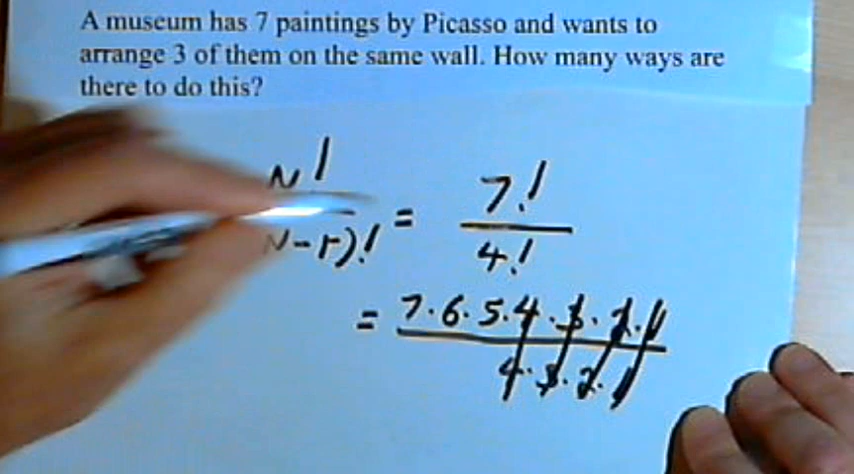 A museum has 7 paintings by Picasso and wants to
arrange 3 of them on the same wall. How many ways are
there to do this?
N!
N-r)! = 7!
4!
= 7.6.5.4.3.2.1
4.3.2.1